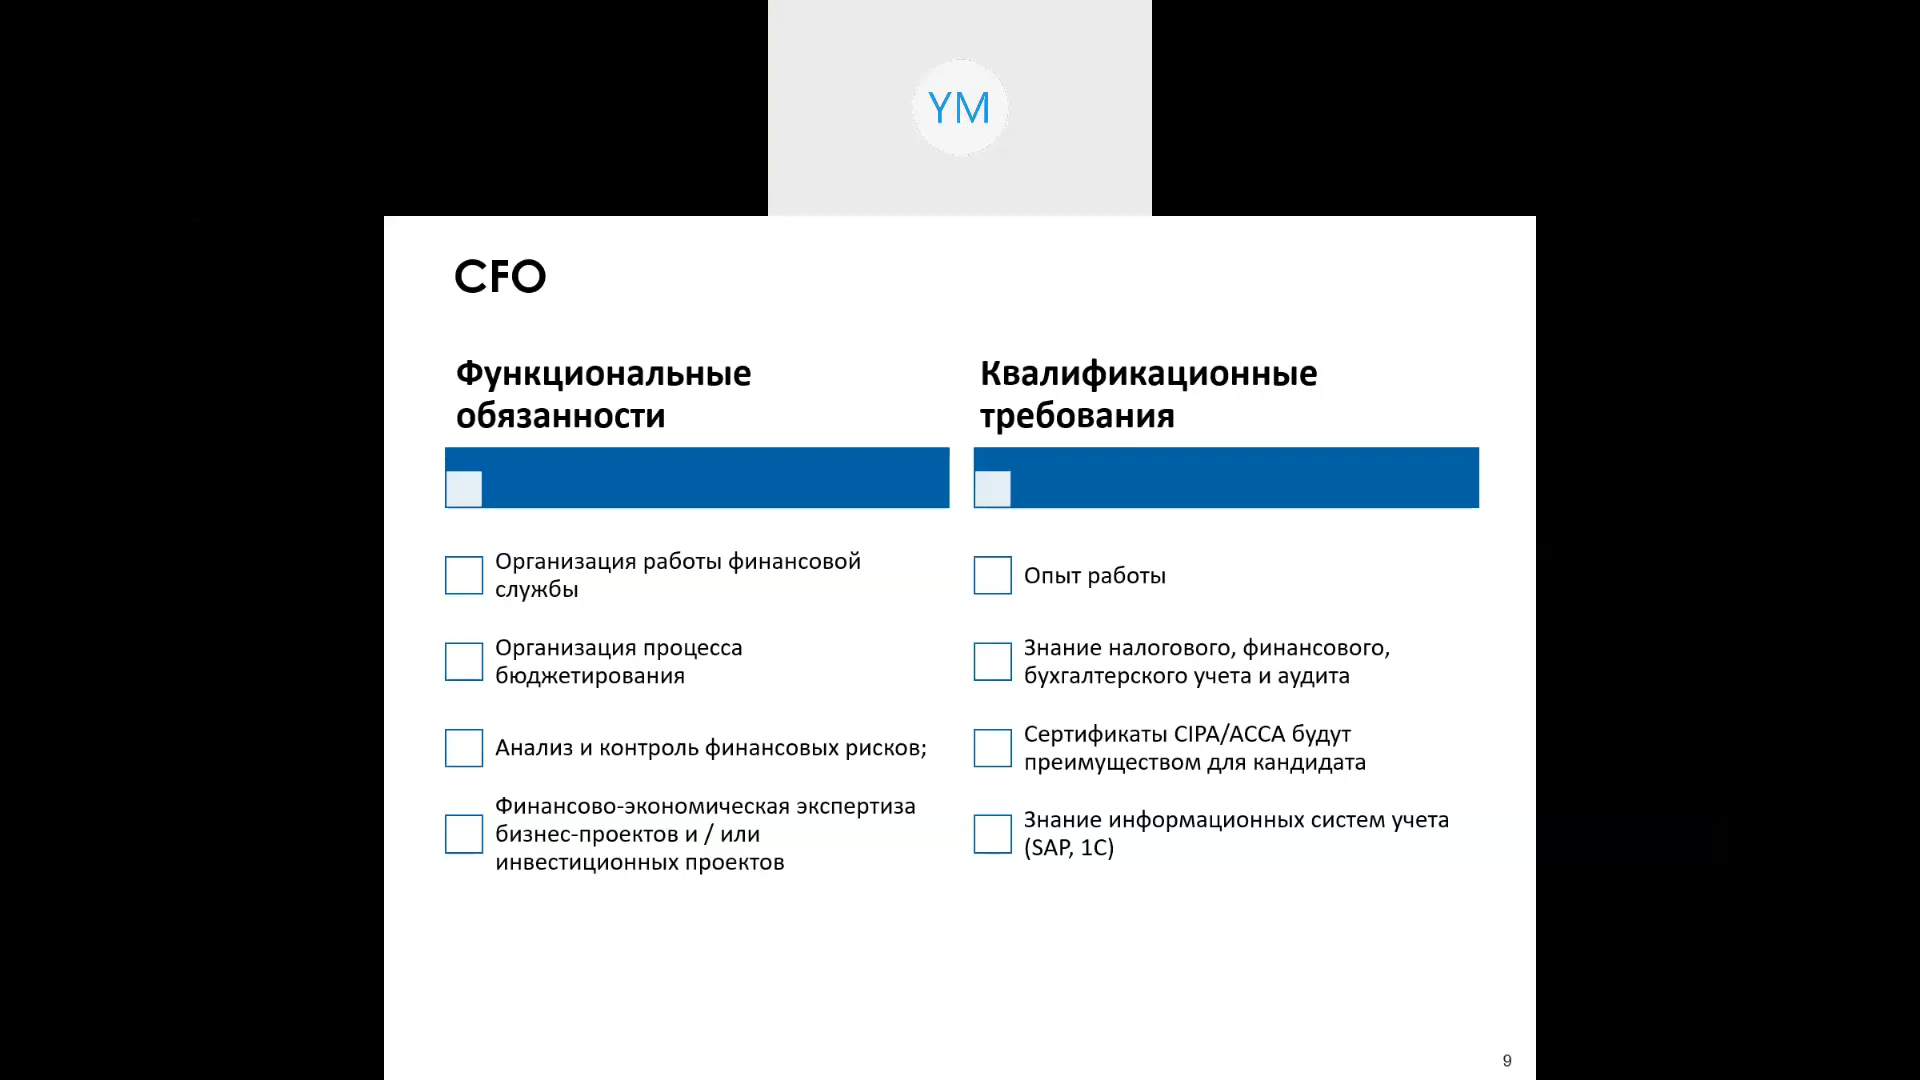 YM
CFO
Функциональные
обязанности
Организация работы финансовой
службы
Организация процесса
бюджетирования
Анализ и контроль финансовых рисков;
Финансово-экономическая экспертиза
бизнес-проектов и / или
инвестиционных проектов
Квалификационные
требования
Опыт работы
Знание налогового, финансового,
бухгалтерского учета и аудита
Сертификаты CIPA/ACCA будут
преимуществом для кандидата
Знание информационных систем учета
(SAP, 1C)
9